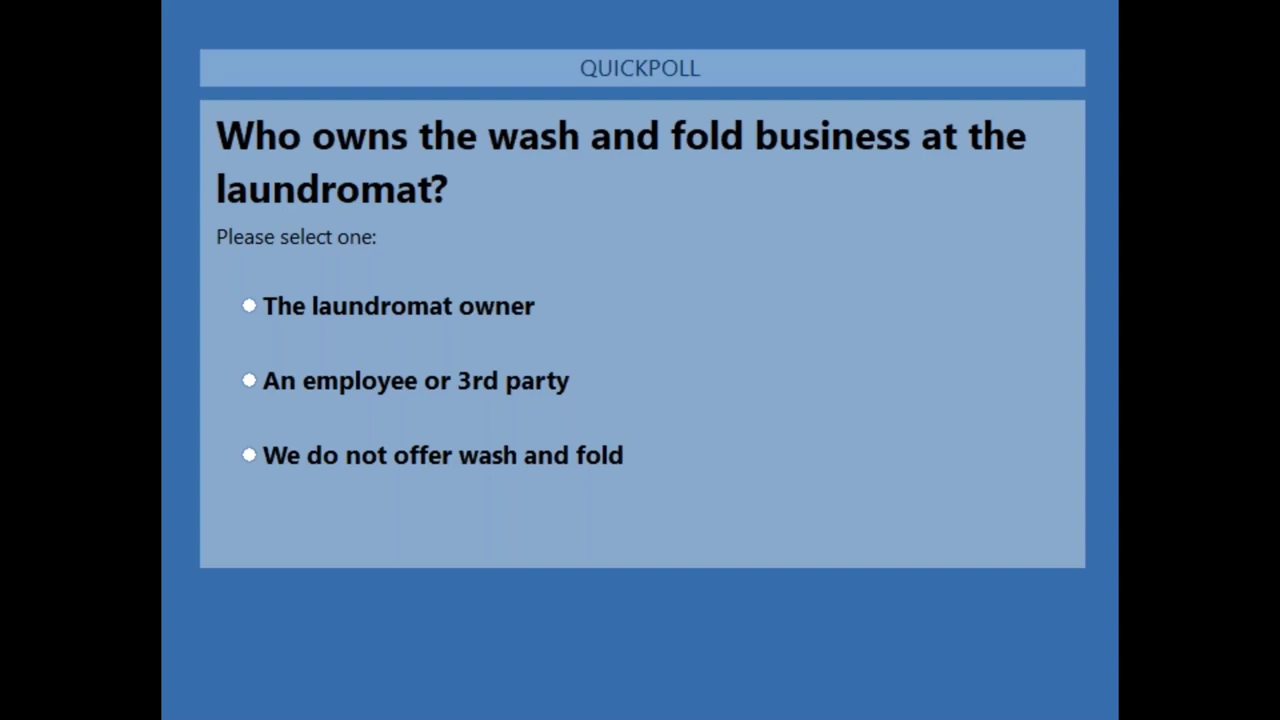 QUICKPOLL
Who owns the wash and fold business at the
laundromat?
Please select one:
The laundromat owner
An employee or 3rd party
We do not offer wash and fold